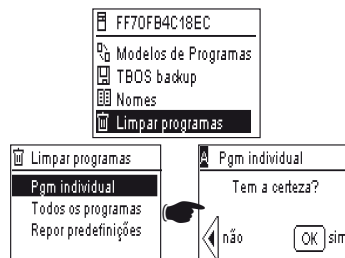 FF70FB4C18EC
Modelos de Programas
TBOS backup
Nomes
Limpar programas
Limpar programas
Pgm individual
Todos os programas
Repor predefinições
A Pgm individual
Tem a certeza?
não OK sim